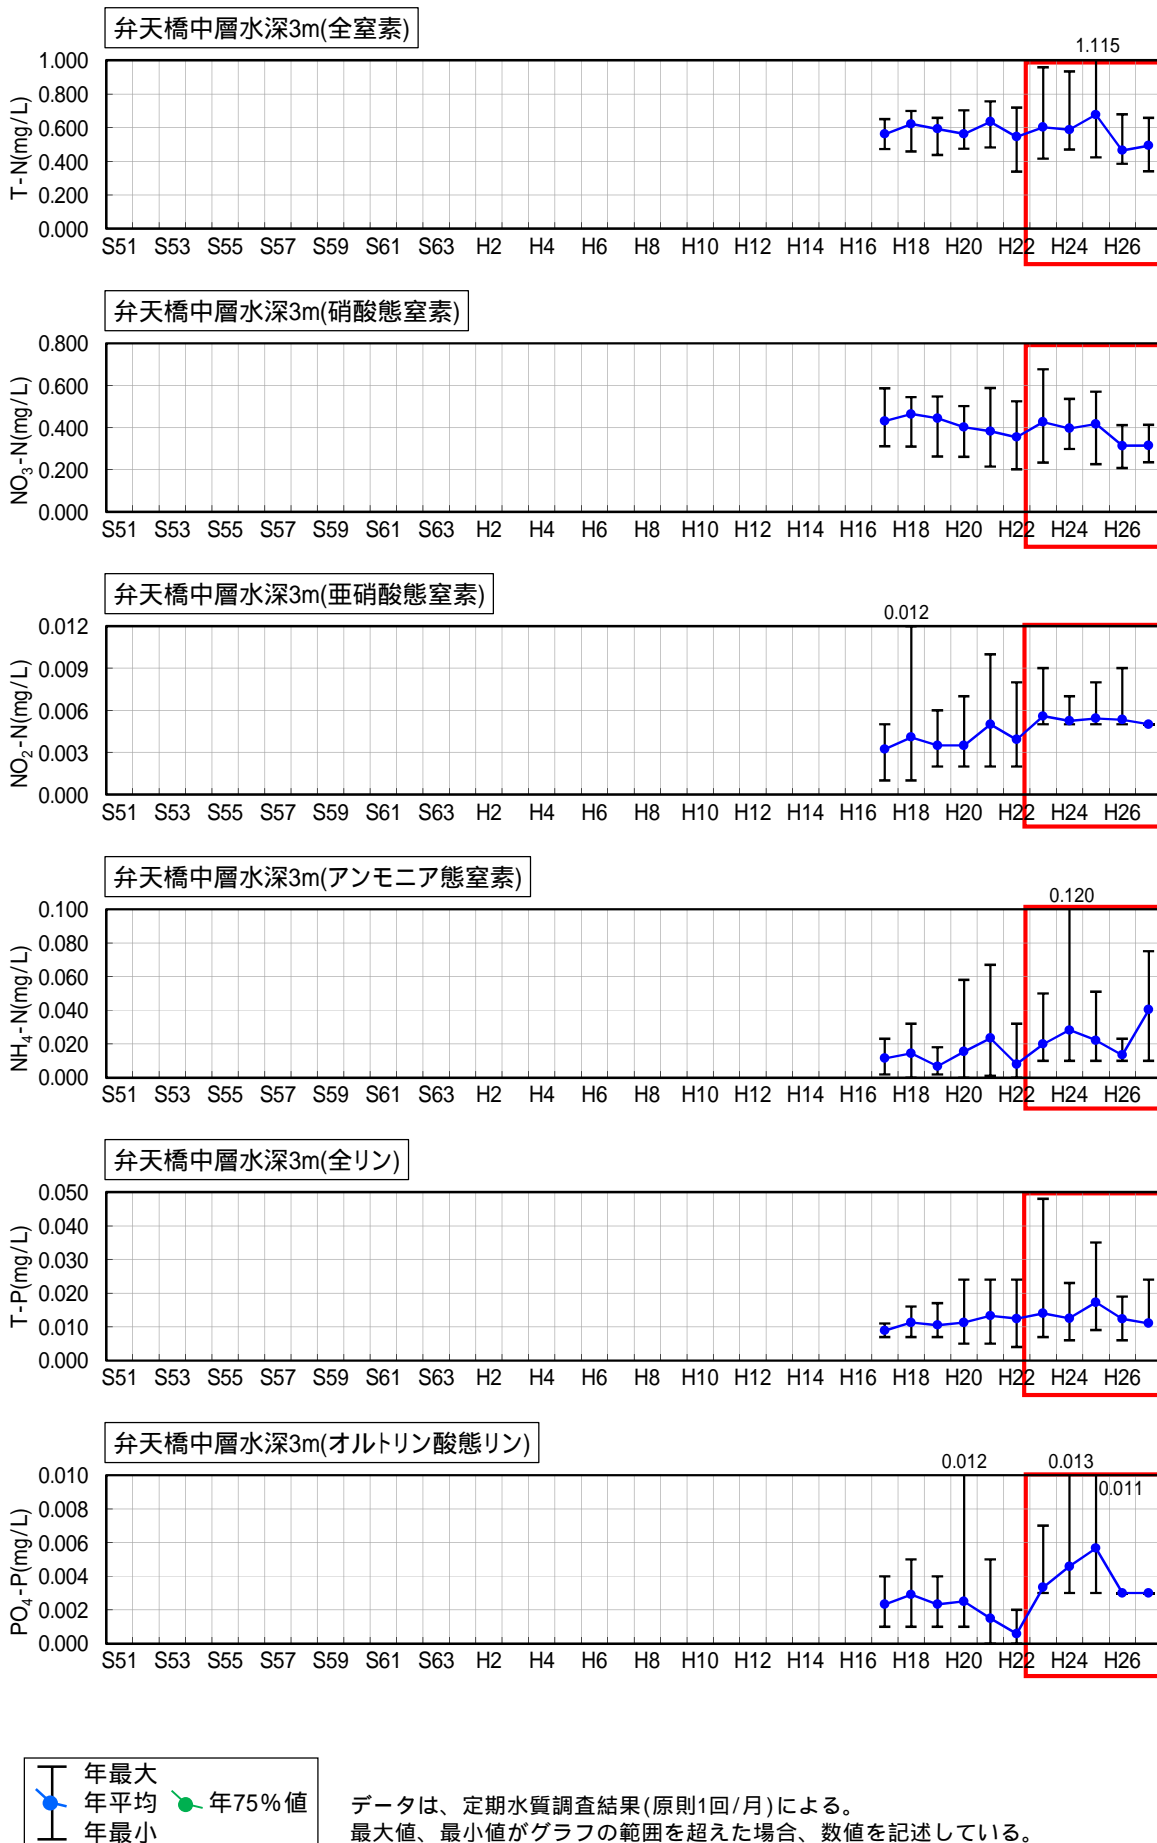 弁天橋中層水深3m(全窒素)
1.115
T-N(mg/L)
1.000
0.800
0.600
0.400
0.200
0.000
S51 S53 S55 S57 S59 S61 S63 H2 H4 H6 H8 H10 H12 H14 H16 H18 H20 H22 H24 H26
弁天橋中層水深3m(硝酸態窒素)
NO₃-N(mg/L)
0.800
0.600
0.400
0.200
0.000
S51 S53 S55 S57 S59 S61 S63 H2 H4 H6 H8 H10 H12 H14 H16 H18 H20 H22 H24 H26
弁天橋中層水深3m(亜硝酸態窒素)
0.012
NO₂-N(mg/L)
0.012
0.009
0.006
0.003
0.000
S51 S53 S55 S57 S59 S61 S63 H2 H4 H6 H8 H10 H12 H14 H16 H18 H20 H22 H24 H26
弁天橋中層水深3m(アンモニア態窒素)
0.120
NH₄-N(mg/L)
0.100
0.080
0.060
0.040
0.020
0.000
S51 S53 S55 S57 S59 S61 S63 H2 H4 H6 H8 H10 H12 H14 H16 H18 H20 H22 H24 H26
弁天橋中層水深3m(全リン)
T-P(mg/L)
0.050
0.040
0.030
0.020
0.010
0.000
S51 S53 S55 S57 S59 S61 S63 H2 H4 H6 H8 H10 H12 H14 H16 H18 H20 H22 H24 H26
弁天橋中層水深3m(オルトリン酸態リン)
0.012 0.013
0.011
PO₄-P(mg/L)
0.010
0.008
0.006
0.004
0.002
0.000
S51 S53 S55 S57 S59 S61 S63 H2 H4 H6 H8 H10 H12 H14 H16 H18 H20 H22 H24 H26
年最大
年平均 年75%値
年最小
データは、定期水質調査結果(原則1回/月)による。
最大値、最小値がグラフの範囲を超えた場合、数値を記述している。